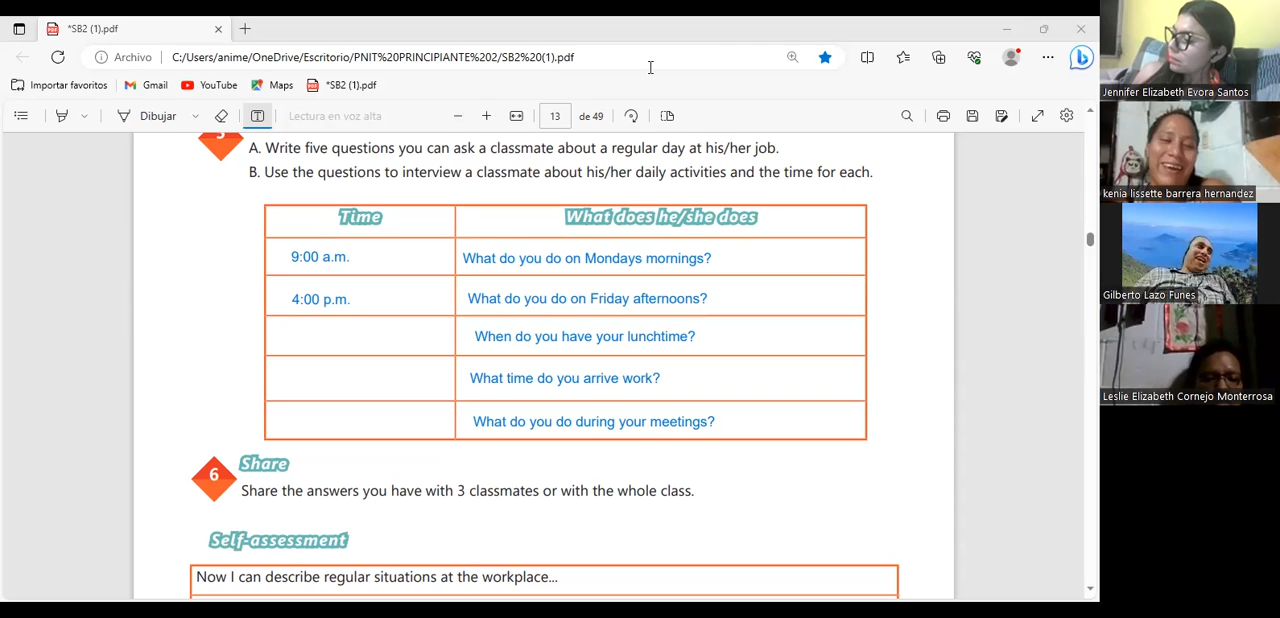 *SB2 (1).pdf
Archivo
C:/Users/anime/OneDrive/Escritorio/PNIT%20PRINCIPIANTE%202/SB2%20(1).pdf
Importar favoritos
Gmail
YouTube
Maps
*SB2 (1).pdf
Dibujar
Lectura en voz alta
13
de 49
A. Write five questions you can ask a classmate about a regular day at his/her job.
B. Use the questions to interview a classmate about his/her daily activities and the time for each.
Time
What does he/she does
9:00 a.m.
What do you do on Mondays mornings?
4:00 p.m.
What do you do on Friday afternoons?
When do you have your lunchtime?
What time do you arrive work?
What do you do during your meetings?
6
Share
Share the answers you have with 3 classmates or with the whole class.
Self-assessment
Now I can describe regular situations at the workplace...
Jennifer Elizabeth Evora Santos
kenia lissette barrera hernandez
Gilberto Lazo Funes
Leslie Elizabeth Cornejo Monterrosa